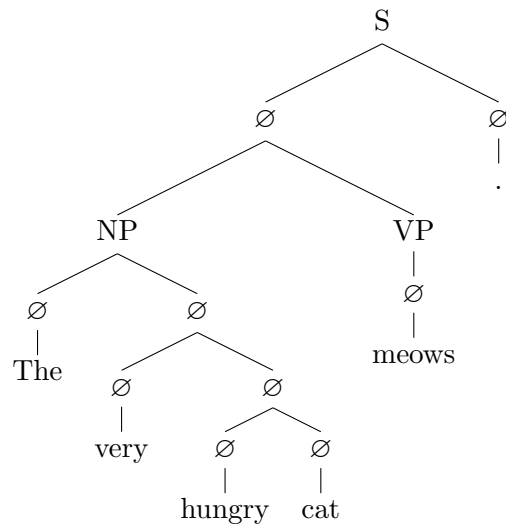 S
∅ ∅
.
NP VP
∅ ∅ ∅
The meows
∅ ∅
very ∅ ∅
hungry cat